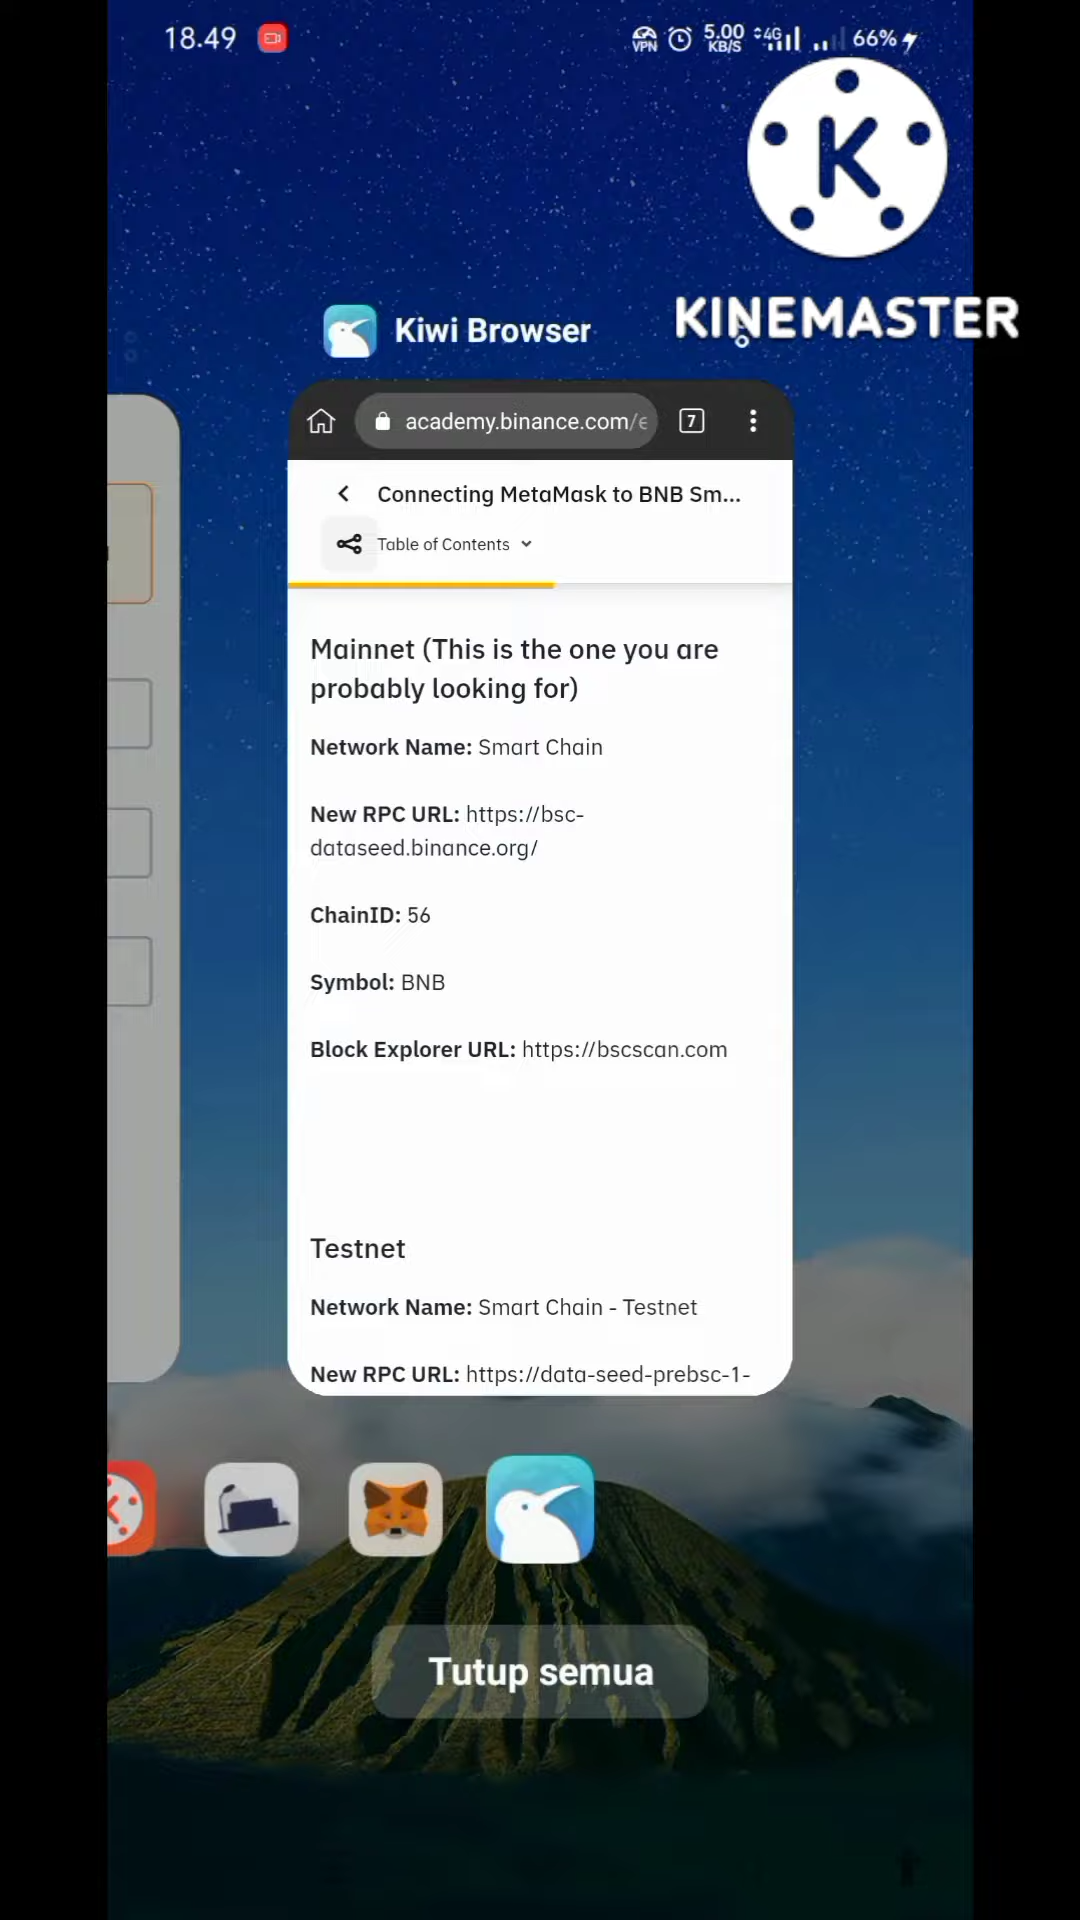 18.49
VPN 5.00 KB/S 4G 66%
K
KINEMASTER
Kiwi Browser
academy.binance.com/e
7
Connecting MetaMask to BNB Sm...
Table of Contents
Mainnet (This is the one you are
probably looking for)
Network Name: Smart Chain
New RPC URL: https://bsc-
dataseed.binance.org/
ChainID: 56
Symbol: BNB
Block Explorer URL: https://bscscan.com
Testnet
Network Name: Smart Chain - Testnet
New RPC URL: https://data-seed-prebsc-1-
Tutup semua